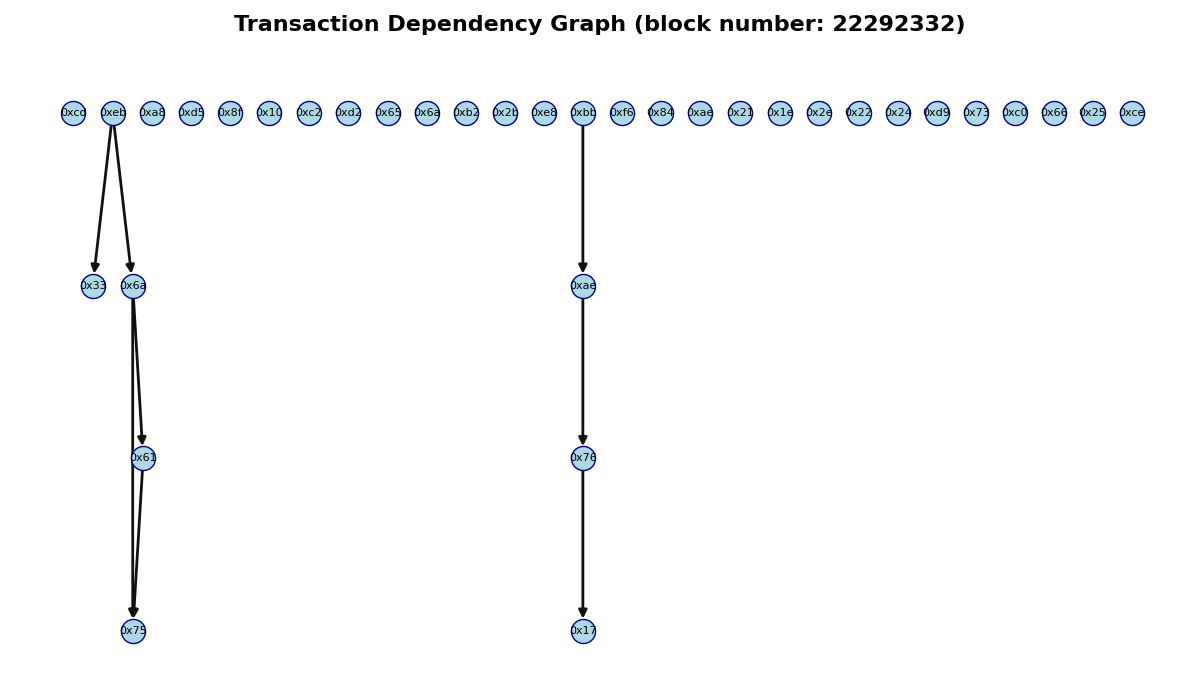 Transaction Dependency Graph (block number: 22292332)
0xcd 0xeb 0xa8 0xd5 0x8f 0x10 0xc2 0xd2 0x65 0x6a 0xb2 0x2b 0xe8 0xbb 0xf6 0x84 0xae 0x21 0x1e 0x2e 0x22 0x24 0xd9 0x73 0xc0 0x66 0x25 0xce
0x33 0x6a 0xae
0x61 0x76
0x75 0x17